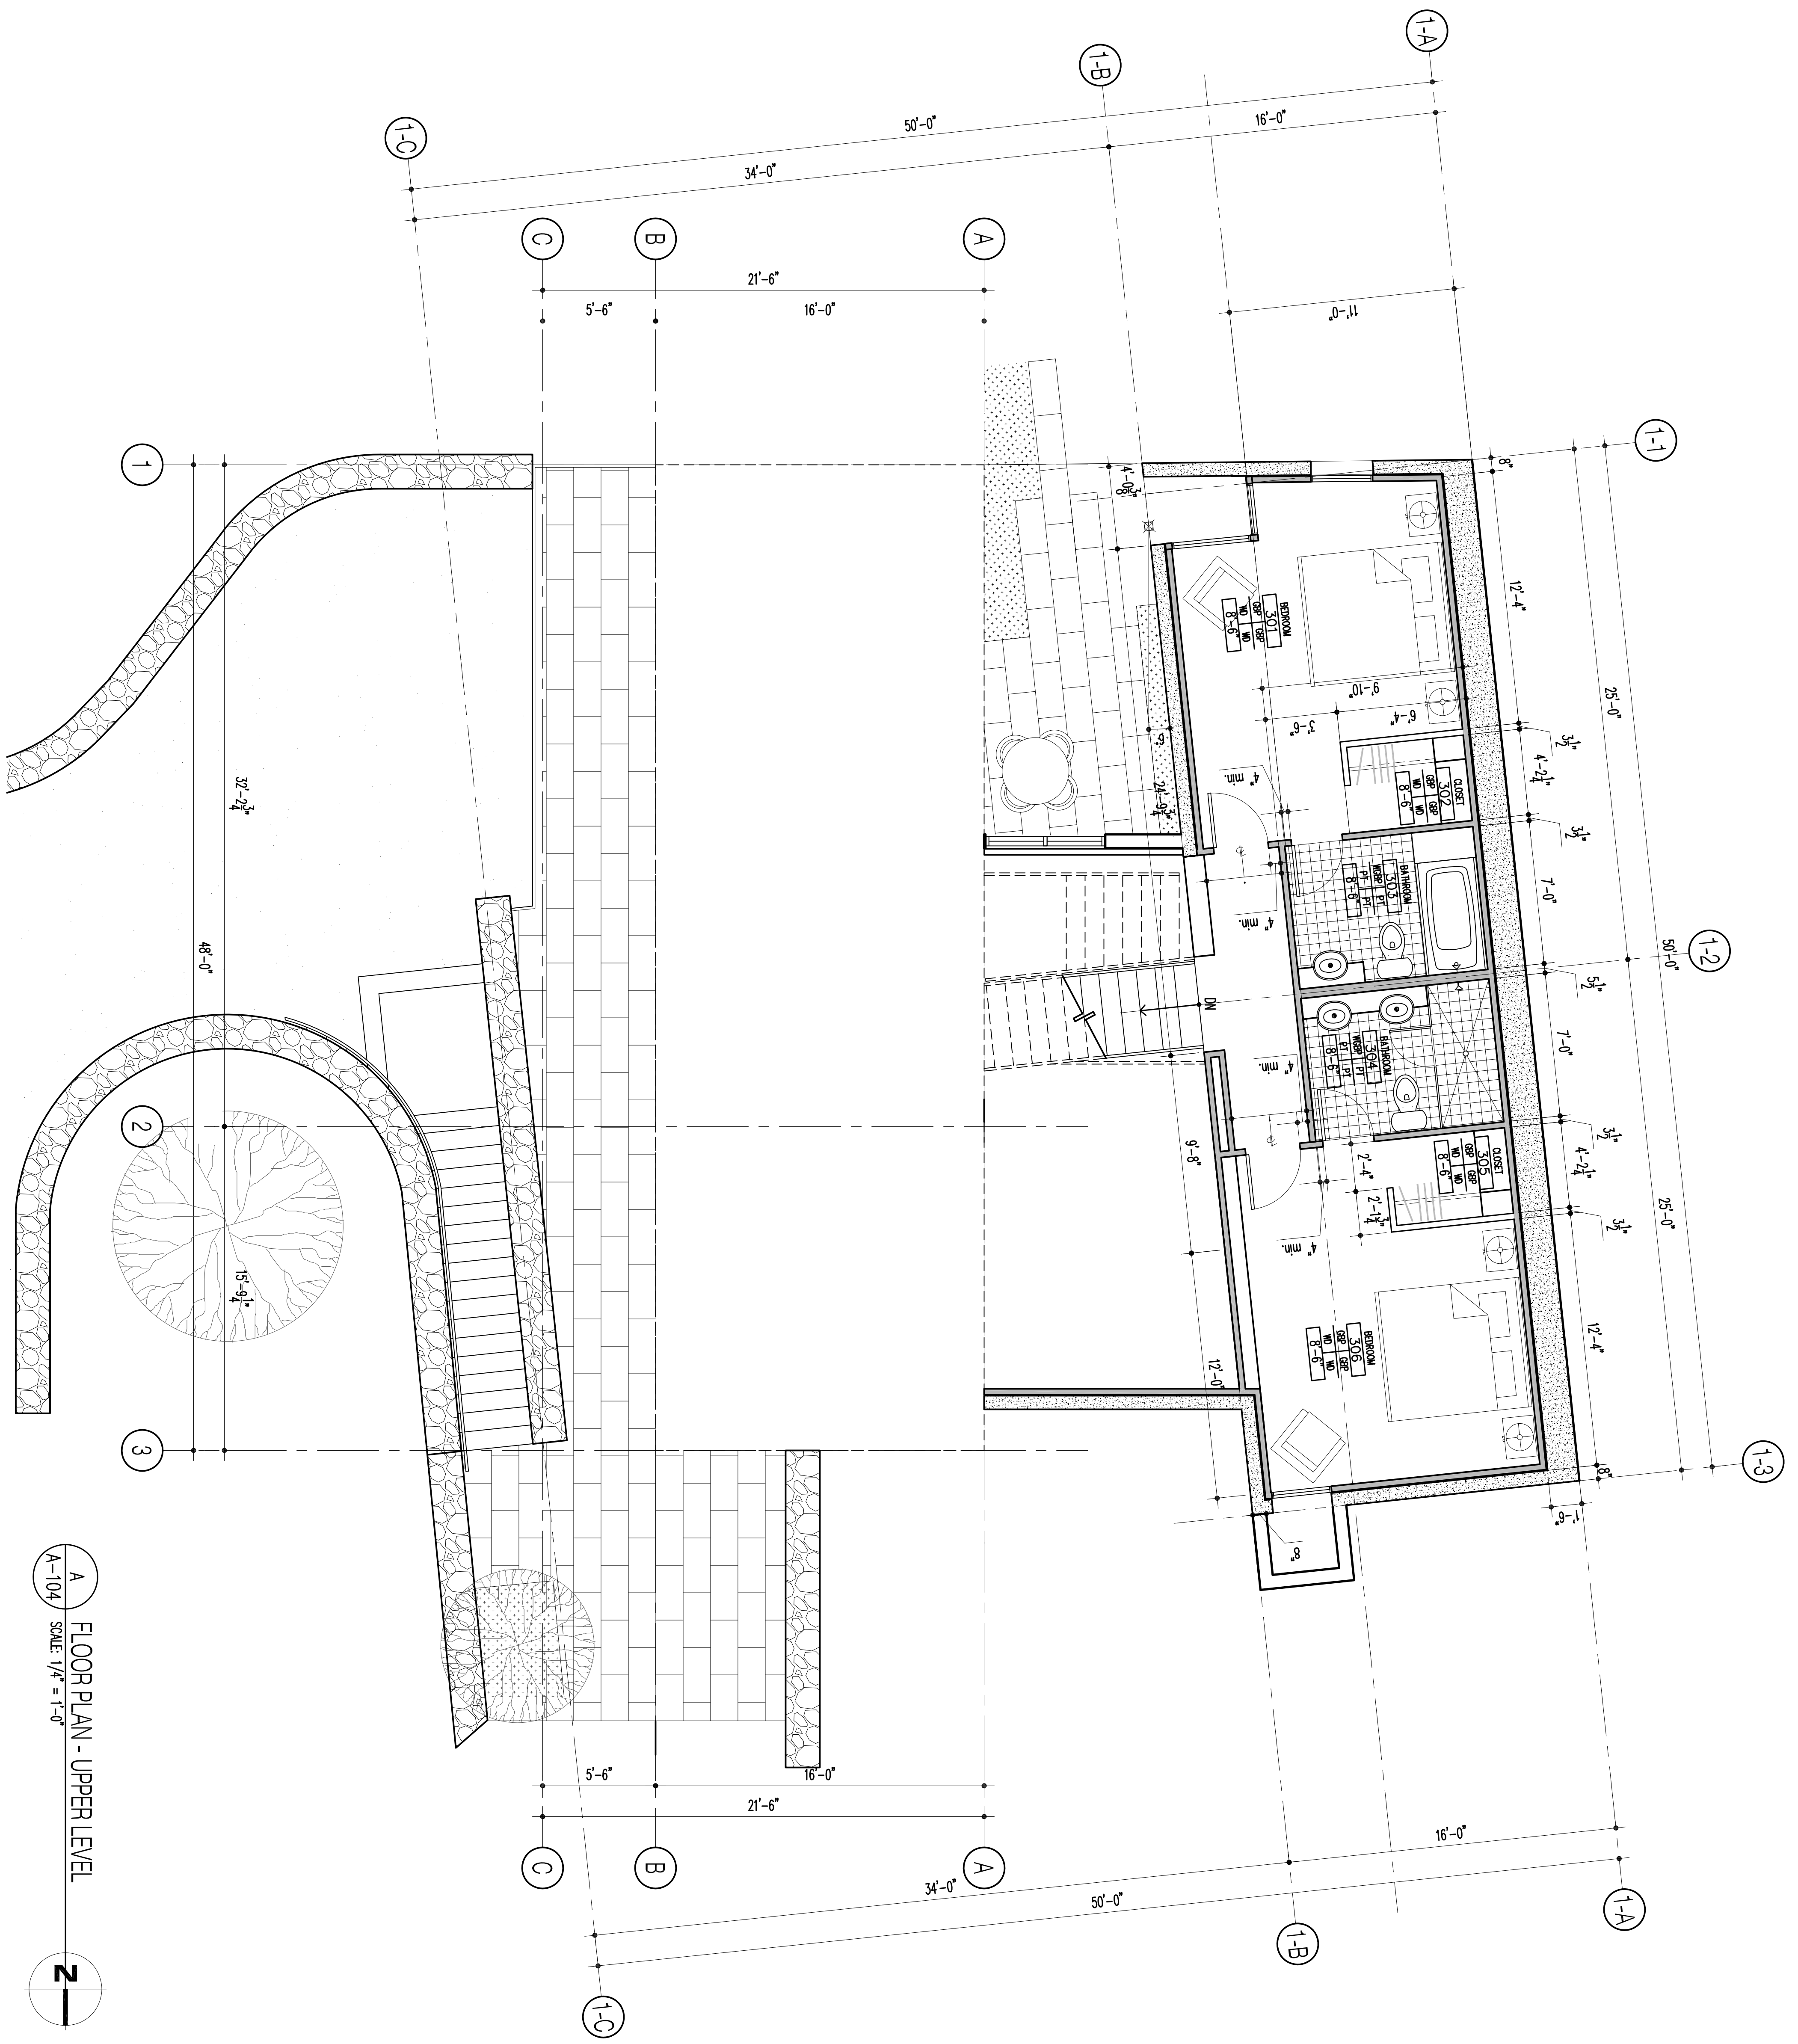 1-A
1-B
1-C
50'-0"
16'-0"
34'-0"
C
B
A
21'-6"
5'-6"
16'-0"
11'-0"
1-1
1-2
1-3
8"
12'-4"
3 1/2"
4'-2 1/4"
3 1/2"
7'-0"
5 1/2"
7'-0"
3 1/2"
4'-2 1/4"
3 1/2"
12'-4"
8"
25'-0"
50'-0"
25'-0"
1'-6"
8"
4'-0 3/8"
24'-9 3/4"
6"
9'-8"
12'-0"
BEDROOM
301
GBP GBP
WD WD
8'-6"
9'-10"
3'-6"
6'-4"
CLOSET
302
GBP GBP
WD WD
8'-6"
4" min.
BATHROOM
303
WGBP PT
PT PT
8'-6"
4" min.
DN
BATHROOM
304
WGBP PT
PT PT
8'-6"
4" min.
CLOSET
305
GBP GBP
WD WD
8'-6"
2'-4"
2'-1 3/4"
4" min.
BEDROOM
306
GBP GBP
WD WD
8'-6"
1
2
3
32'-2 3/4"
15'-9 1/4"
48'-0"
5'-6"
16'-0"
21'-6"
C
B
A
16'-0"
34'-0"
50'-0"
1-A
1-B
1-C
A
A-104
FLOOR PLAN - UPPER LEVEL
SCALE: 1/4" = 1'-0"
N